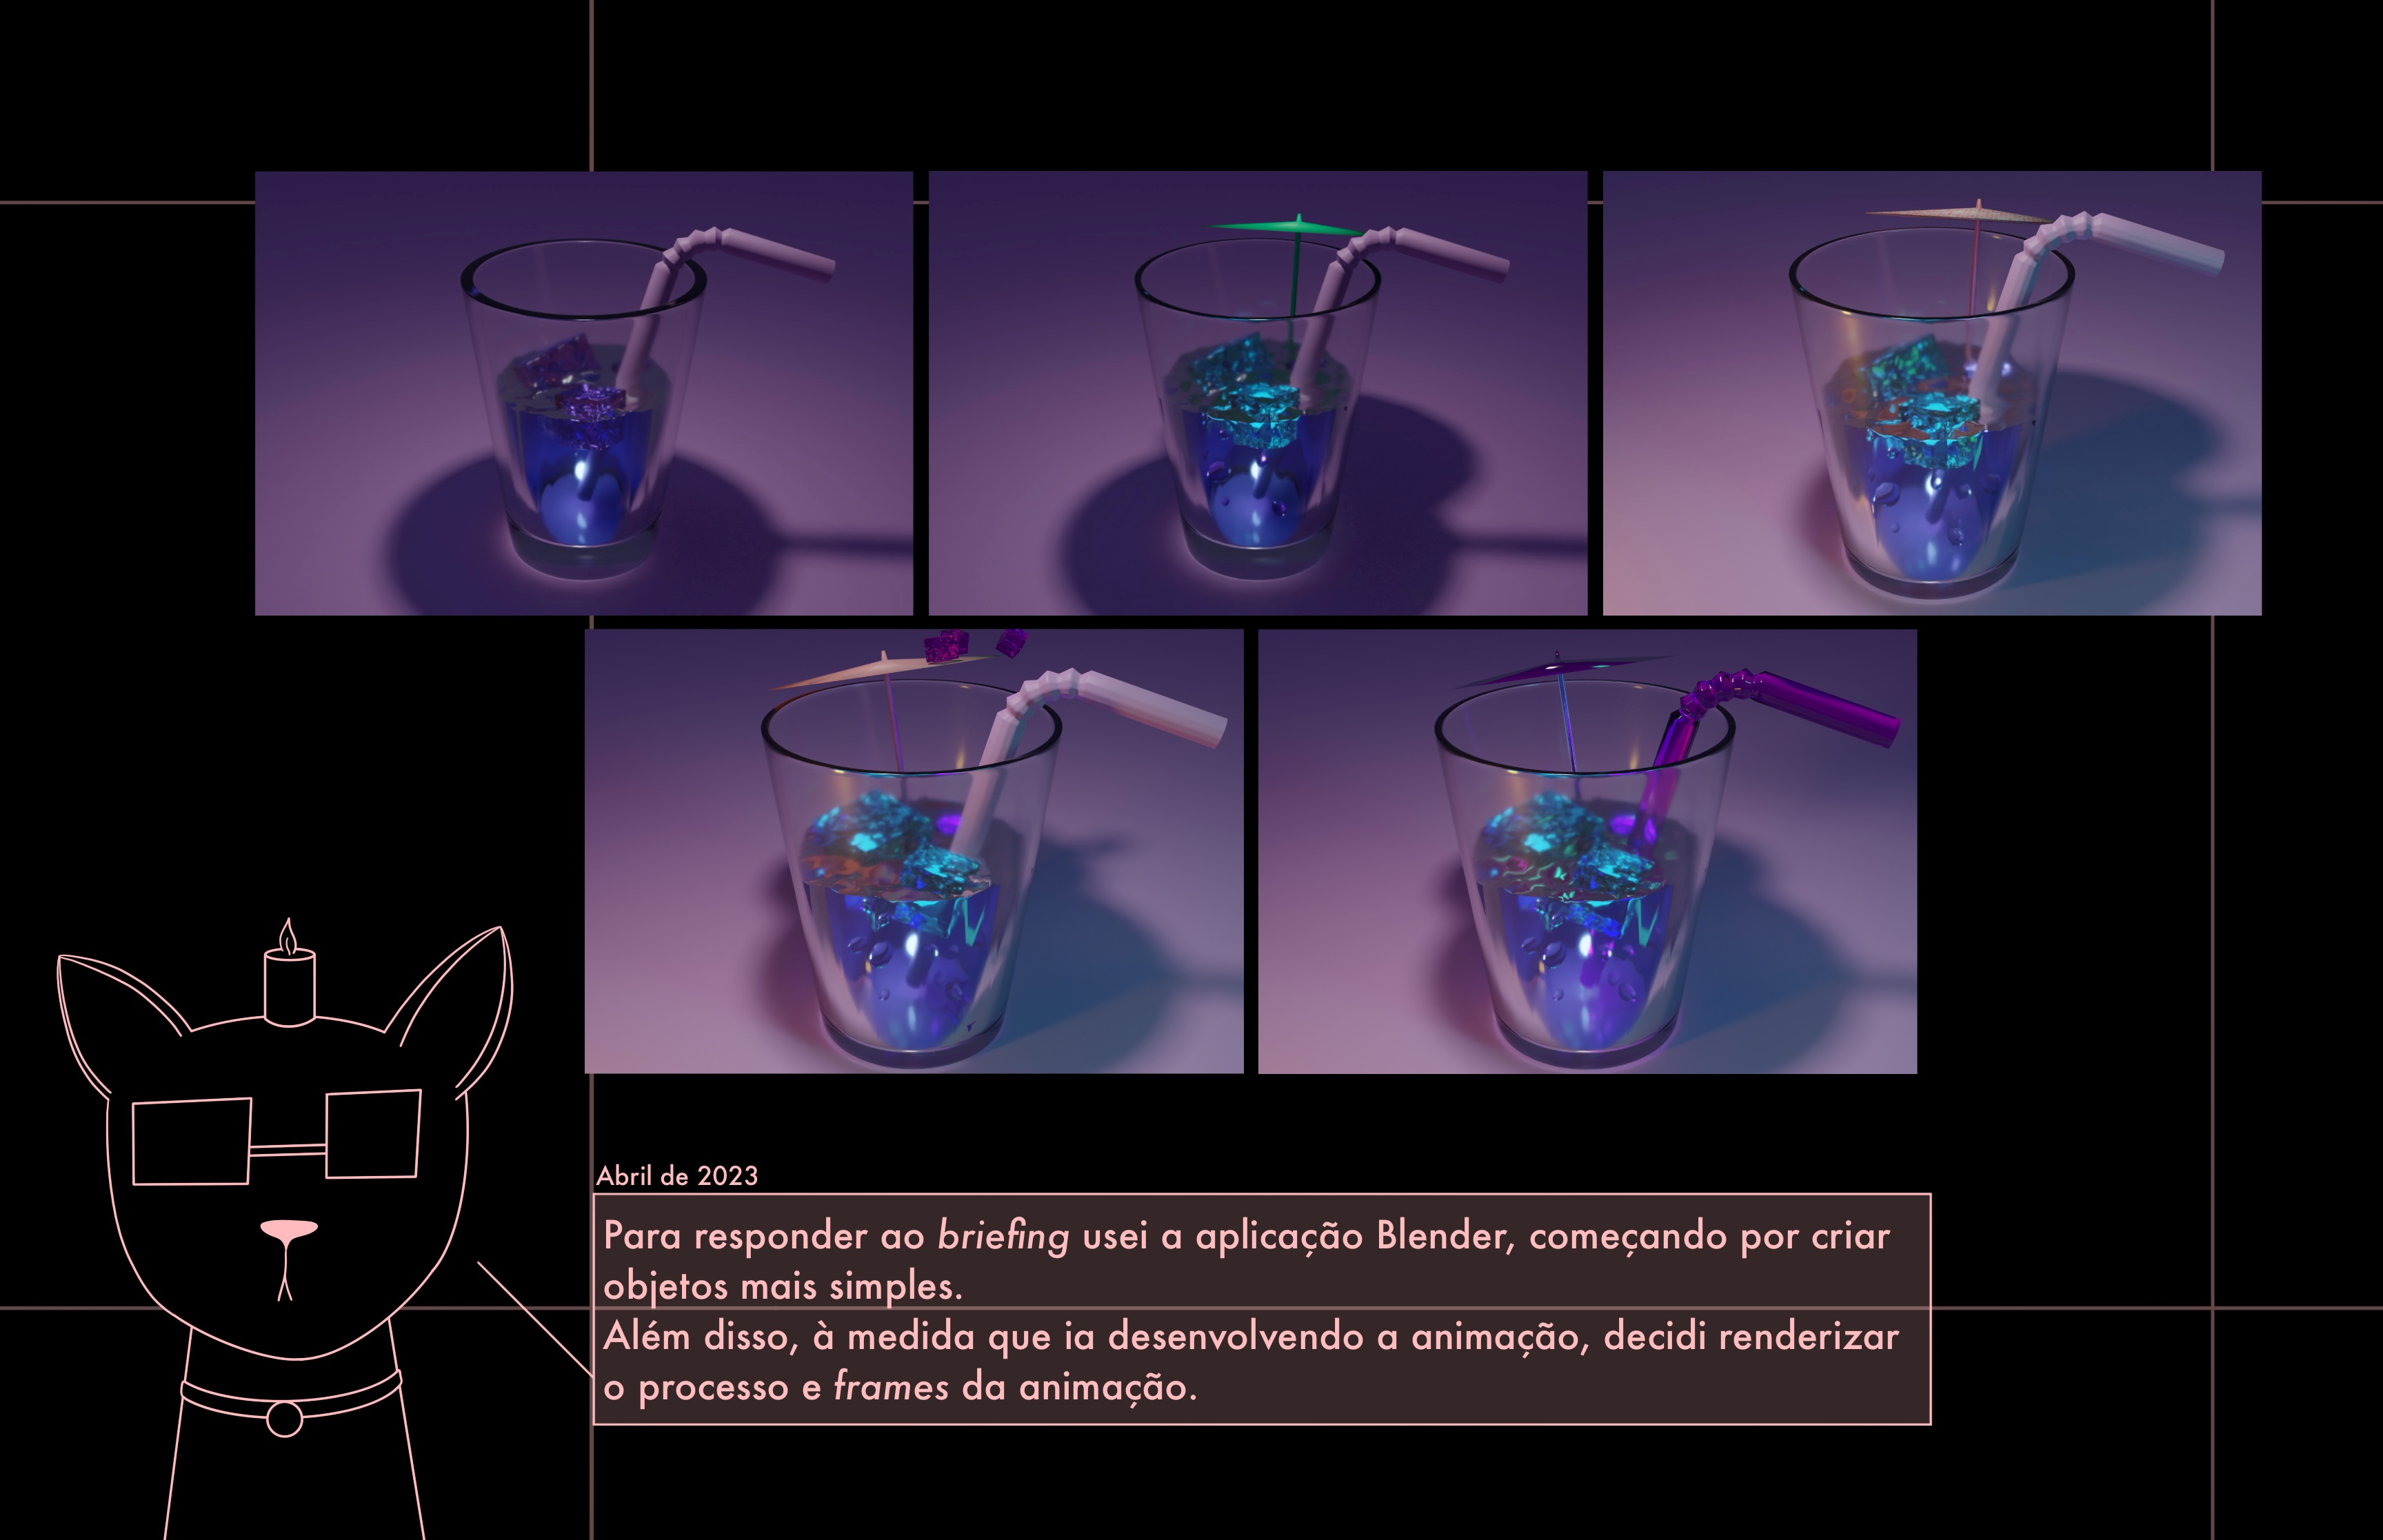 Abril de 2023
Para responder ao briefing usei a aplicação Blender, começando por criar
objetos mais simples.
Além disso, à medida que ia desenvolvendo a animação, decidi renderizar
o processo e frames da animação.